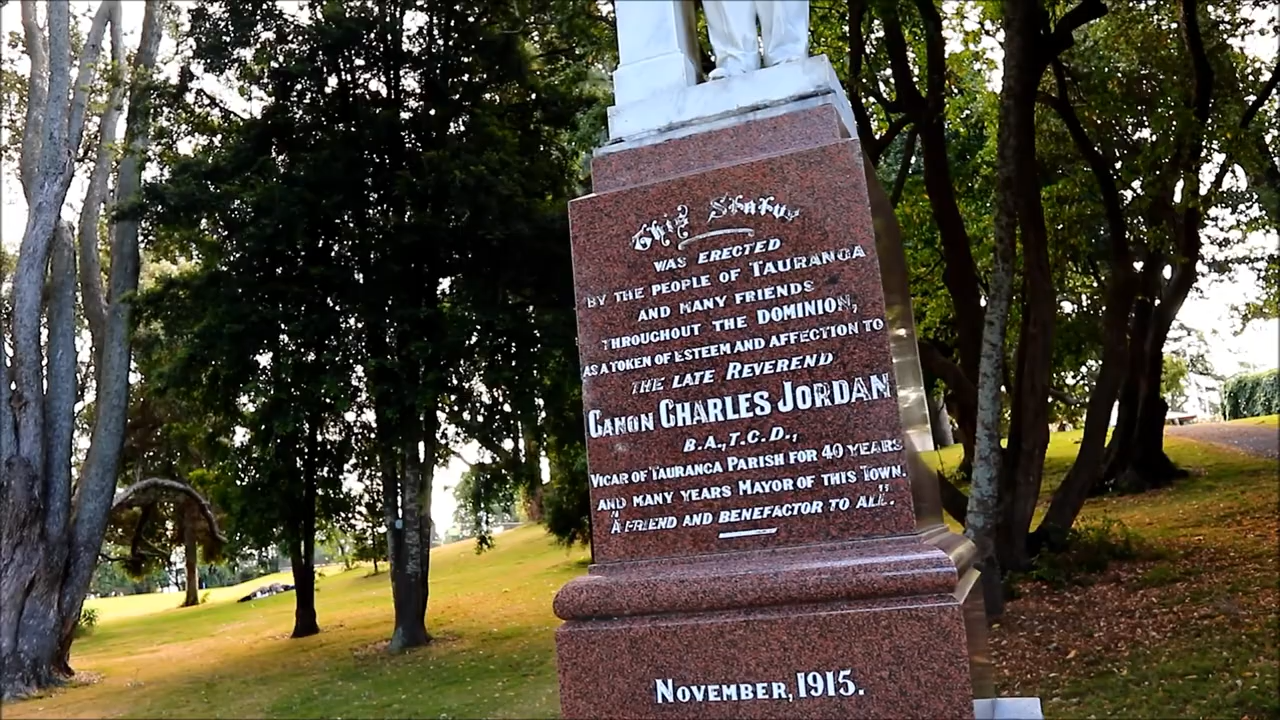 This Statue
WAS ERECTED
BY THE PEOPLE OF TAURANGA
AND MANY FRIENDS
THROUGHOUT THE DOMINION,
AS A TOKEN OF ESTEEM AND AFFECTION TO
THE LATE REVEREND
CANON CHARLES JORDAN
B.A., T.C.D.,
VICAR OF TAURANGA PARISH FOR 40 YEARS
AND MANY YEARS MAYOR OF THIS TOWN.
"A FRIEND AND BENEFACTOR TO ALL".
NOVEMBER, 1915.